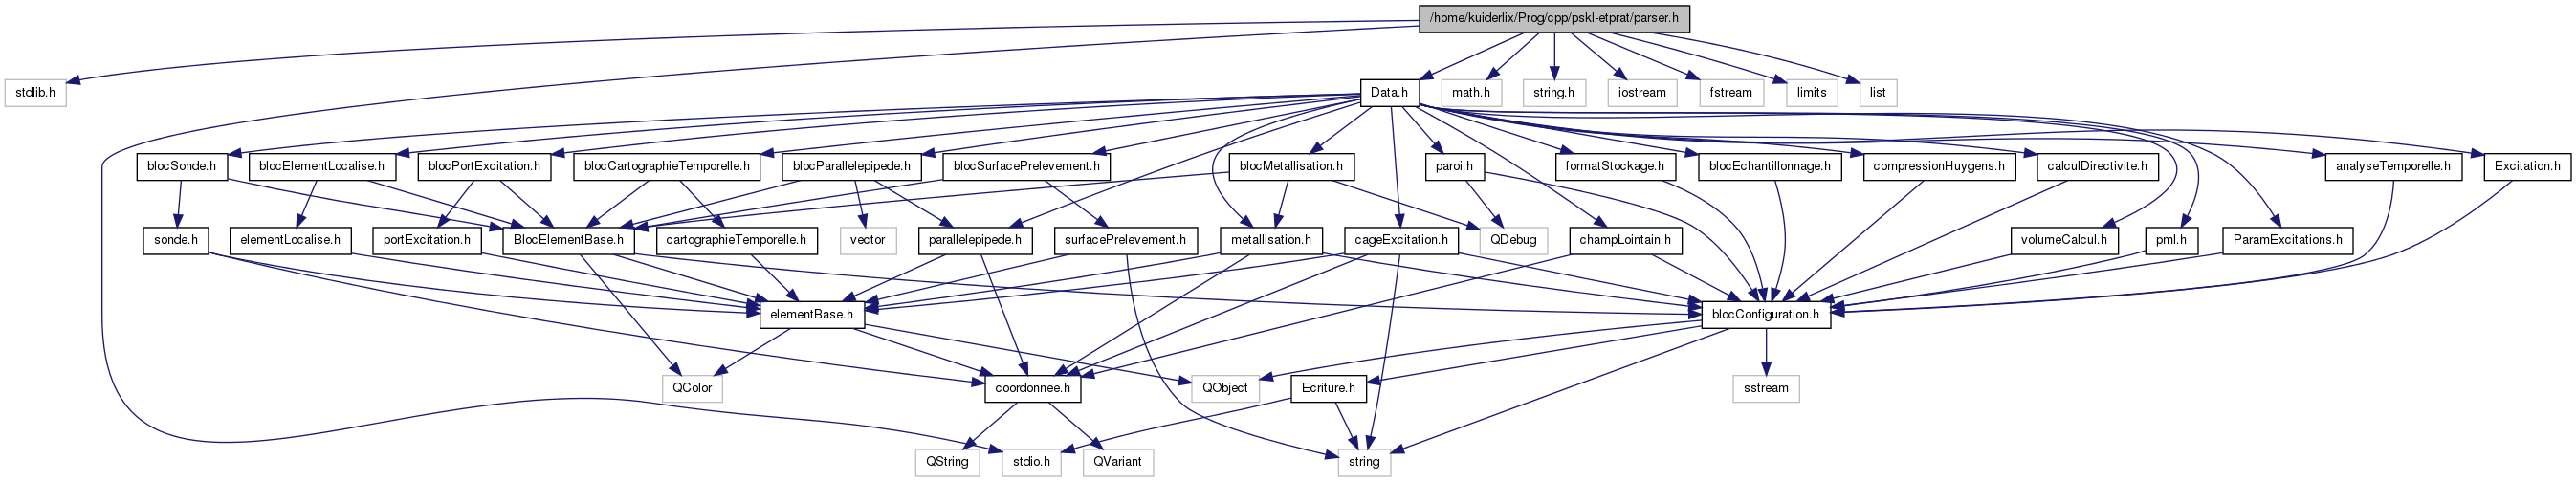 /home/kuiderlix/Prog/cpp/pskl-etprat/parser.h
stdlib.h
Data.h
math.h
string.h
iostream
fstream
limits
list
blocSonde.h
blocElementLocalise.h
blocPortExcitation.h
blocCartographieTemporelle.h
blocParallelepipede.h
blocSurfacePrelevement.h
blocMetallisation.h
paroi.h
formatStockage.h
blocEchantillonnage.h
compressionHuygens.h
calculDirectivite.h
analyseTemporelle.h
Excitation.h
sonde.h
elementLocalise.h
portExcitation.h
BlocElementBase.h
cartographieTemporelle.h
vector
parallelepipede.h
surfacePrelevement.h
metallisation.h
cageExcitation.h
QDebug
champLointain.h
volumeCalcul.h
pml.h
ParamExcitations.h
elementBase.h
blocConfiguration.h
QColor
coordonnee.h
QObject
Ecriture.h
sstream
QString
stdio.h
QVariant
string